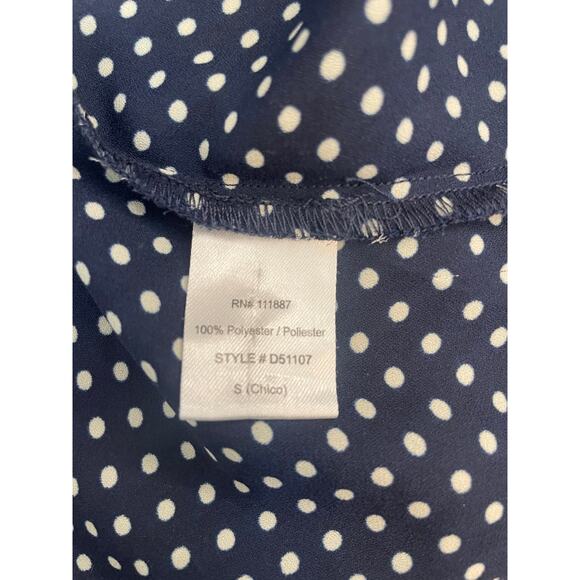 RN# 111887
100% Polyester / Poliester
STYLE # D51107
S (Chico)